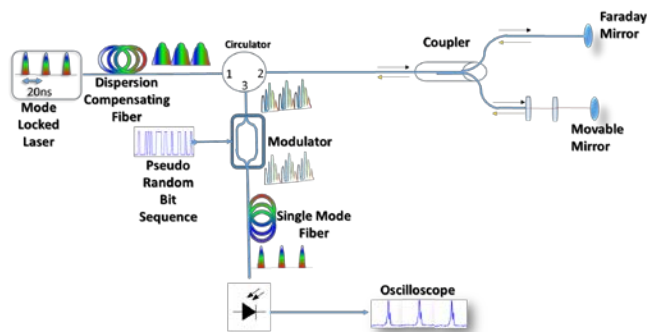 Faraday
Mirror
Circulator
Coupler
1
2
3
20ns
Mode
Locked
Laser
Dispersion
Compensating
Fiber
Movable
Mirror
Modulator
Pseudo
Random
Bit
Sequence
Single Mode
Fiber
Oscilloscope